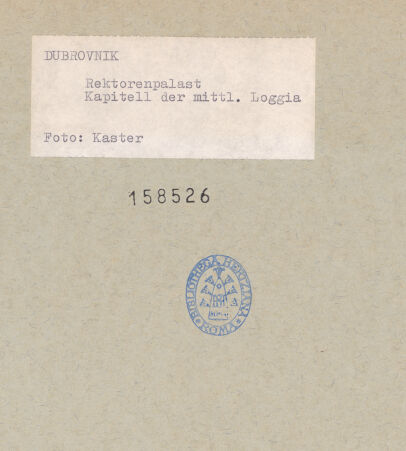 DUBROVNIK
Rektorenpalast
Kapitell der mittl. Loggia
Foto: Kaster
158526
BIBLIOTHECA HERTZIANA
ROMA